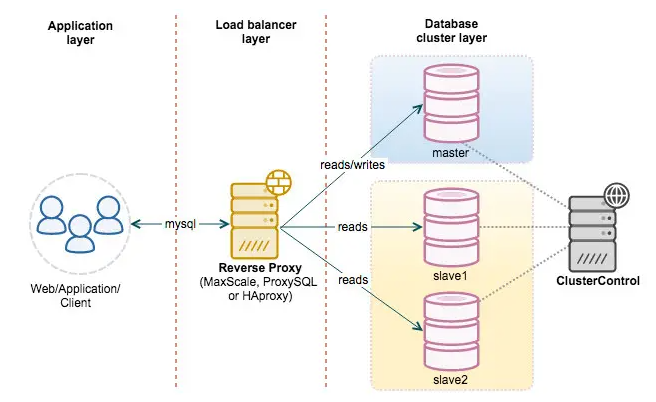 Application
layer
Load balancer
layer
Database
cluster layer
master
reads/writes
mysql
reads
slave1
Reverse Proxy
(MaxScale, ProxySQL
or HAproxy)
reads
ClusterControl
Web/Application/
Client
slave2